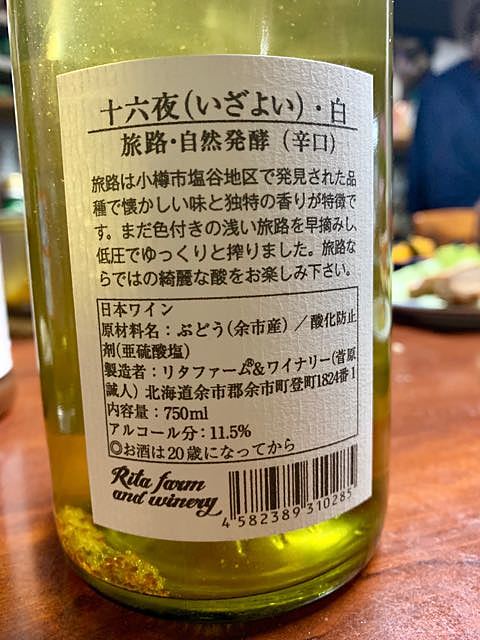 十六夜(いざよい)・白
旅路・自然発酵(辛口)
旅路は小樽市塩谷地区で発見された品
種で懐かしい味と独特の香りが特徴で
す。まだ色付きの浅い旅路を早摘みし、
低圧でゆっくりと搾りました。旅路な
らではの綺麗な酸をお楽しみ下さい。
日本ワイン
原材料名：ぶどう(余市産)／酸化防止
剤(亜硫酸塩)
製造者：リタファーム®&ワイナリー(菅原
誠人) 北海道余市郡余市町登町1824番1
内容量：750ml
アルコール分：11.5%
◎お酒は20歳になってから
Rita farm
and winery
4 582389 310285